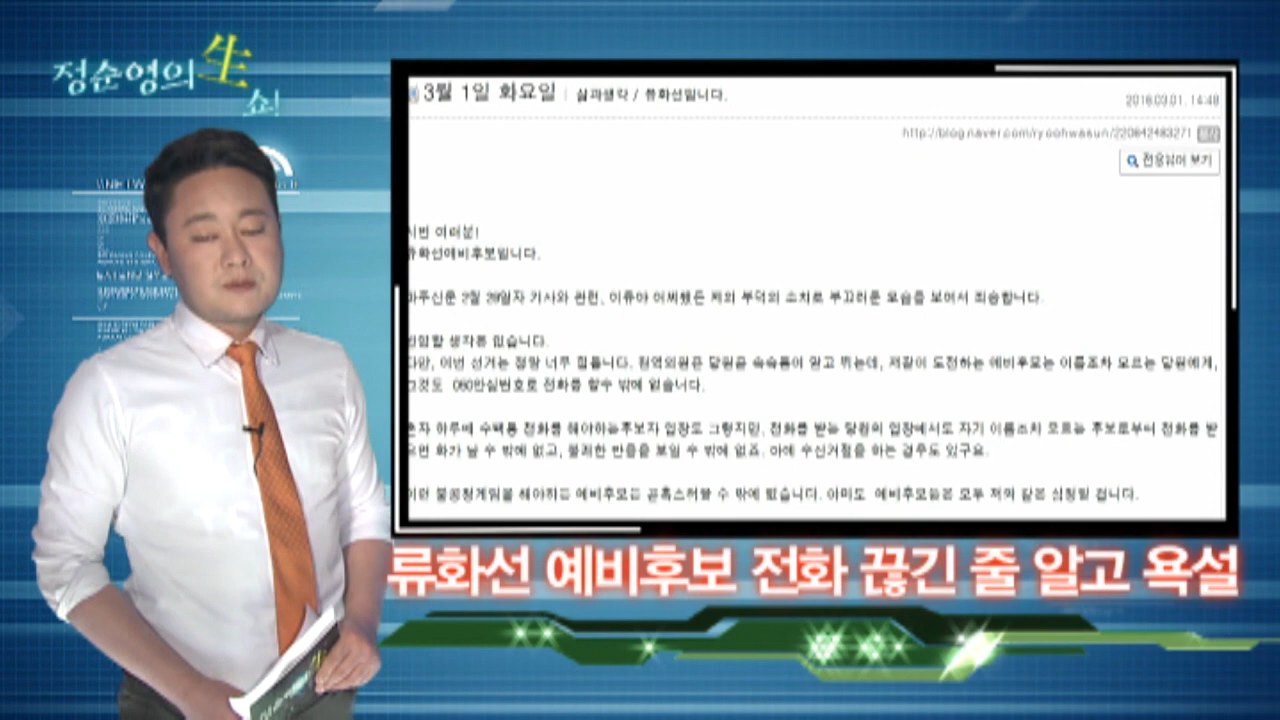 정순영의 生
쇼!
3월 1일 화요일 | 삶과생각 / 류화선입니다.
2016.03.01. 14:48
http://blog.naver.com/ryoohwasun/220642483271
전용뷰어 보기
시민 여러분!
류화선예비후보입니다.
파주신문 2월 29일자 기사와 관련, 이유야 어찌했든 저의 부덕의 소치로 부끄러운 모습을 보여서 죄송합니다.
변명할 생각은 없습니다.
다만, 이번 선거는 정말 너무 힘듭니다. 현역의원은 당원을 속속들이 알고 뛰는데, 저같이 도전하는 예비후보는 이름조차 모르는 당원에게,
그것도 050안심번호로 전화를 할수 밖에 없습니다.
혼자 하루에 수백통 전화를 해야하는후보자 입장도 그렇지만, 전화를 받는 당원의 입장에서도 자기 이름조차 모르는 후보로부터 전화를 받
으면 화가 날 수 밖에 없고, 불쾌한 반응을 보일 수 밖에 없죠. 아예 수신거절을 하는 경우도 있구요.
이런 불공정게임을 해야하는 예비후보는 곤혹스러울 수 밖에 없습니다. 아마도 예비후보들은 모두 저와 같은 심정일 겁니다.
류화선 예비후보 전화 끊긴 줄 알고 욕설